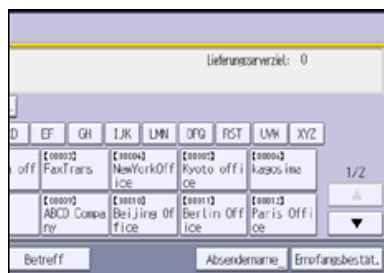 Lieferungsserverziel: 0
D EF GH IJK LMN OPQ RST UVW XYZ
[00003] [00004] [00005] [00006]
off FaxTrans NewYorkOff Kyoto offi kagosima
ice ce
1/2
[00009] [00010] [00011] [00012]
ABCD Compa Beijing Of Berlin Off Paris Offi
ny fice ice ce
▼
Betreff Absendername_ Empfangsbestät.